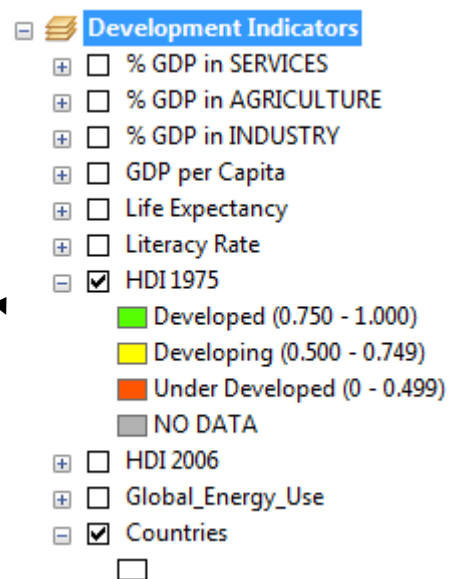 Development Indicators
% GDP in SERVICES
% GDP in AGRICULTURE
% GDP in INDUSTRY
GDP per Capita
Life Expectancy
Literacy Rate
HDI 1975
Developed (0.750 - 1.000)
Developing (0.500 - 0.749)
Under Developed (0 - 0.499)
NO DATA
HDI 2006
Global_Energy_Use
Countries